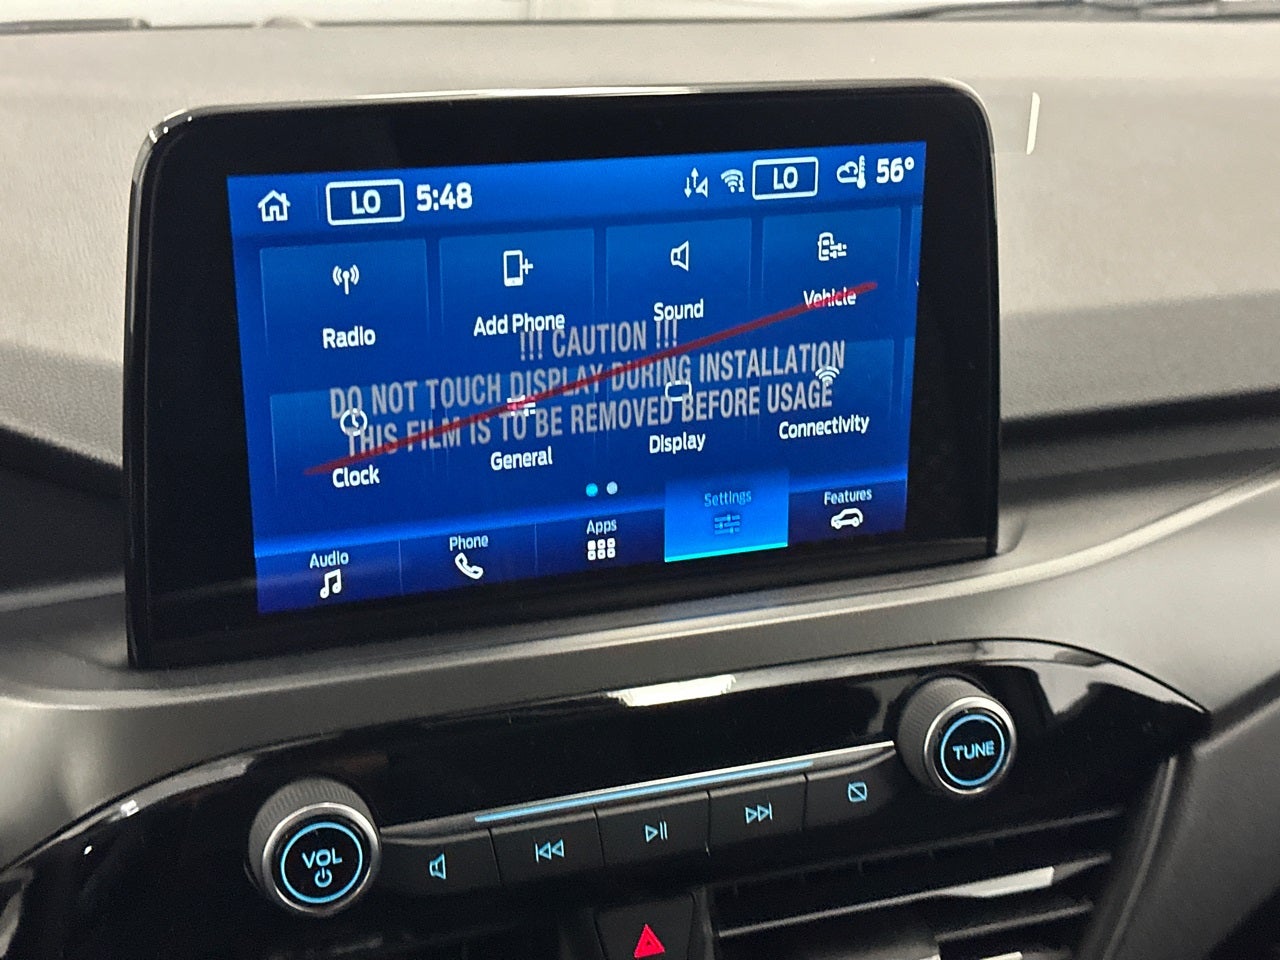 LO 5:48 LO 56°
Radio Add Phone Sound Vehicle
!!! CAUTION !!!
DO NOT TOUCH DISPLAY DURING INSTALLATION
THIS FILM IS TO BE REMOVED BEFORE USAGE
Clock General Display Connectivity
Audio Phone Apps Settings Features
VOL TUNE